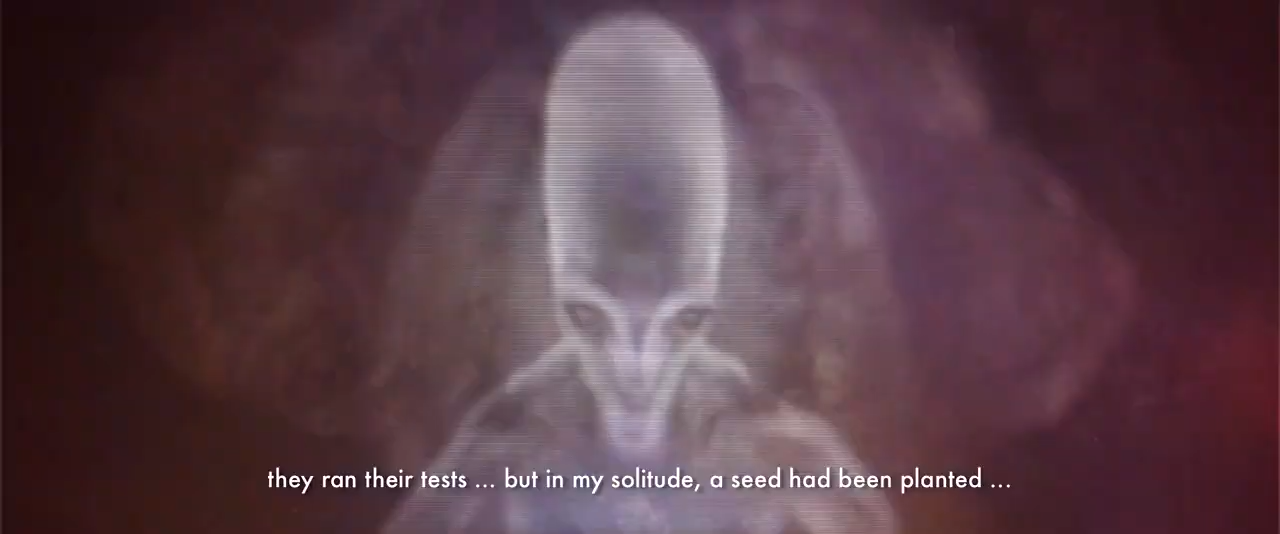 they ran their tests ... but in my solitude, a seed had been planted ...